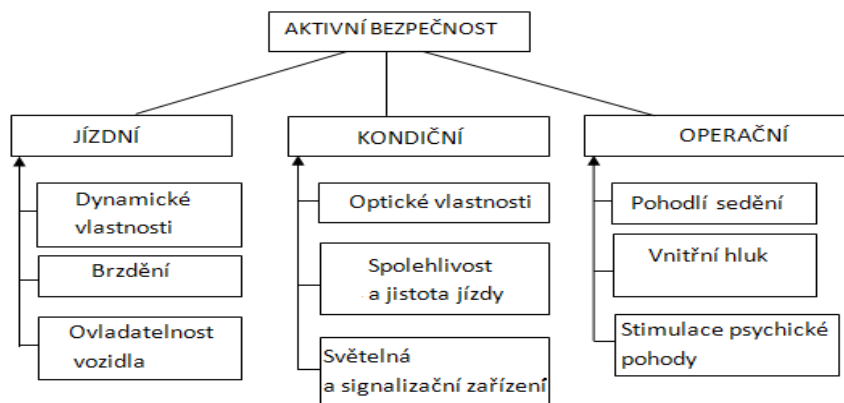 AKTIVNÍ BEZPEČNOST
JÍZDNÍ
Dynamické
vlastnosti
Brzdění
Ovladatelnost
vozidla
KONDIČNÍ
Optické vlastnosti
Spolehlivost
a jistota jízdy
Světelná
a signalizační zařízení
OPERAČNÍ
Pohodlí sedění
Vnitřní hluk
Stimulace psychické
pohody